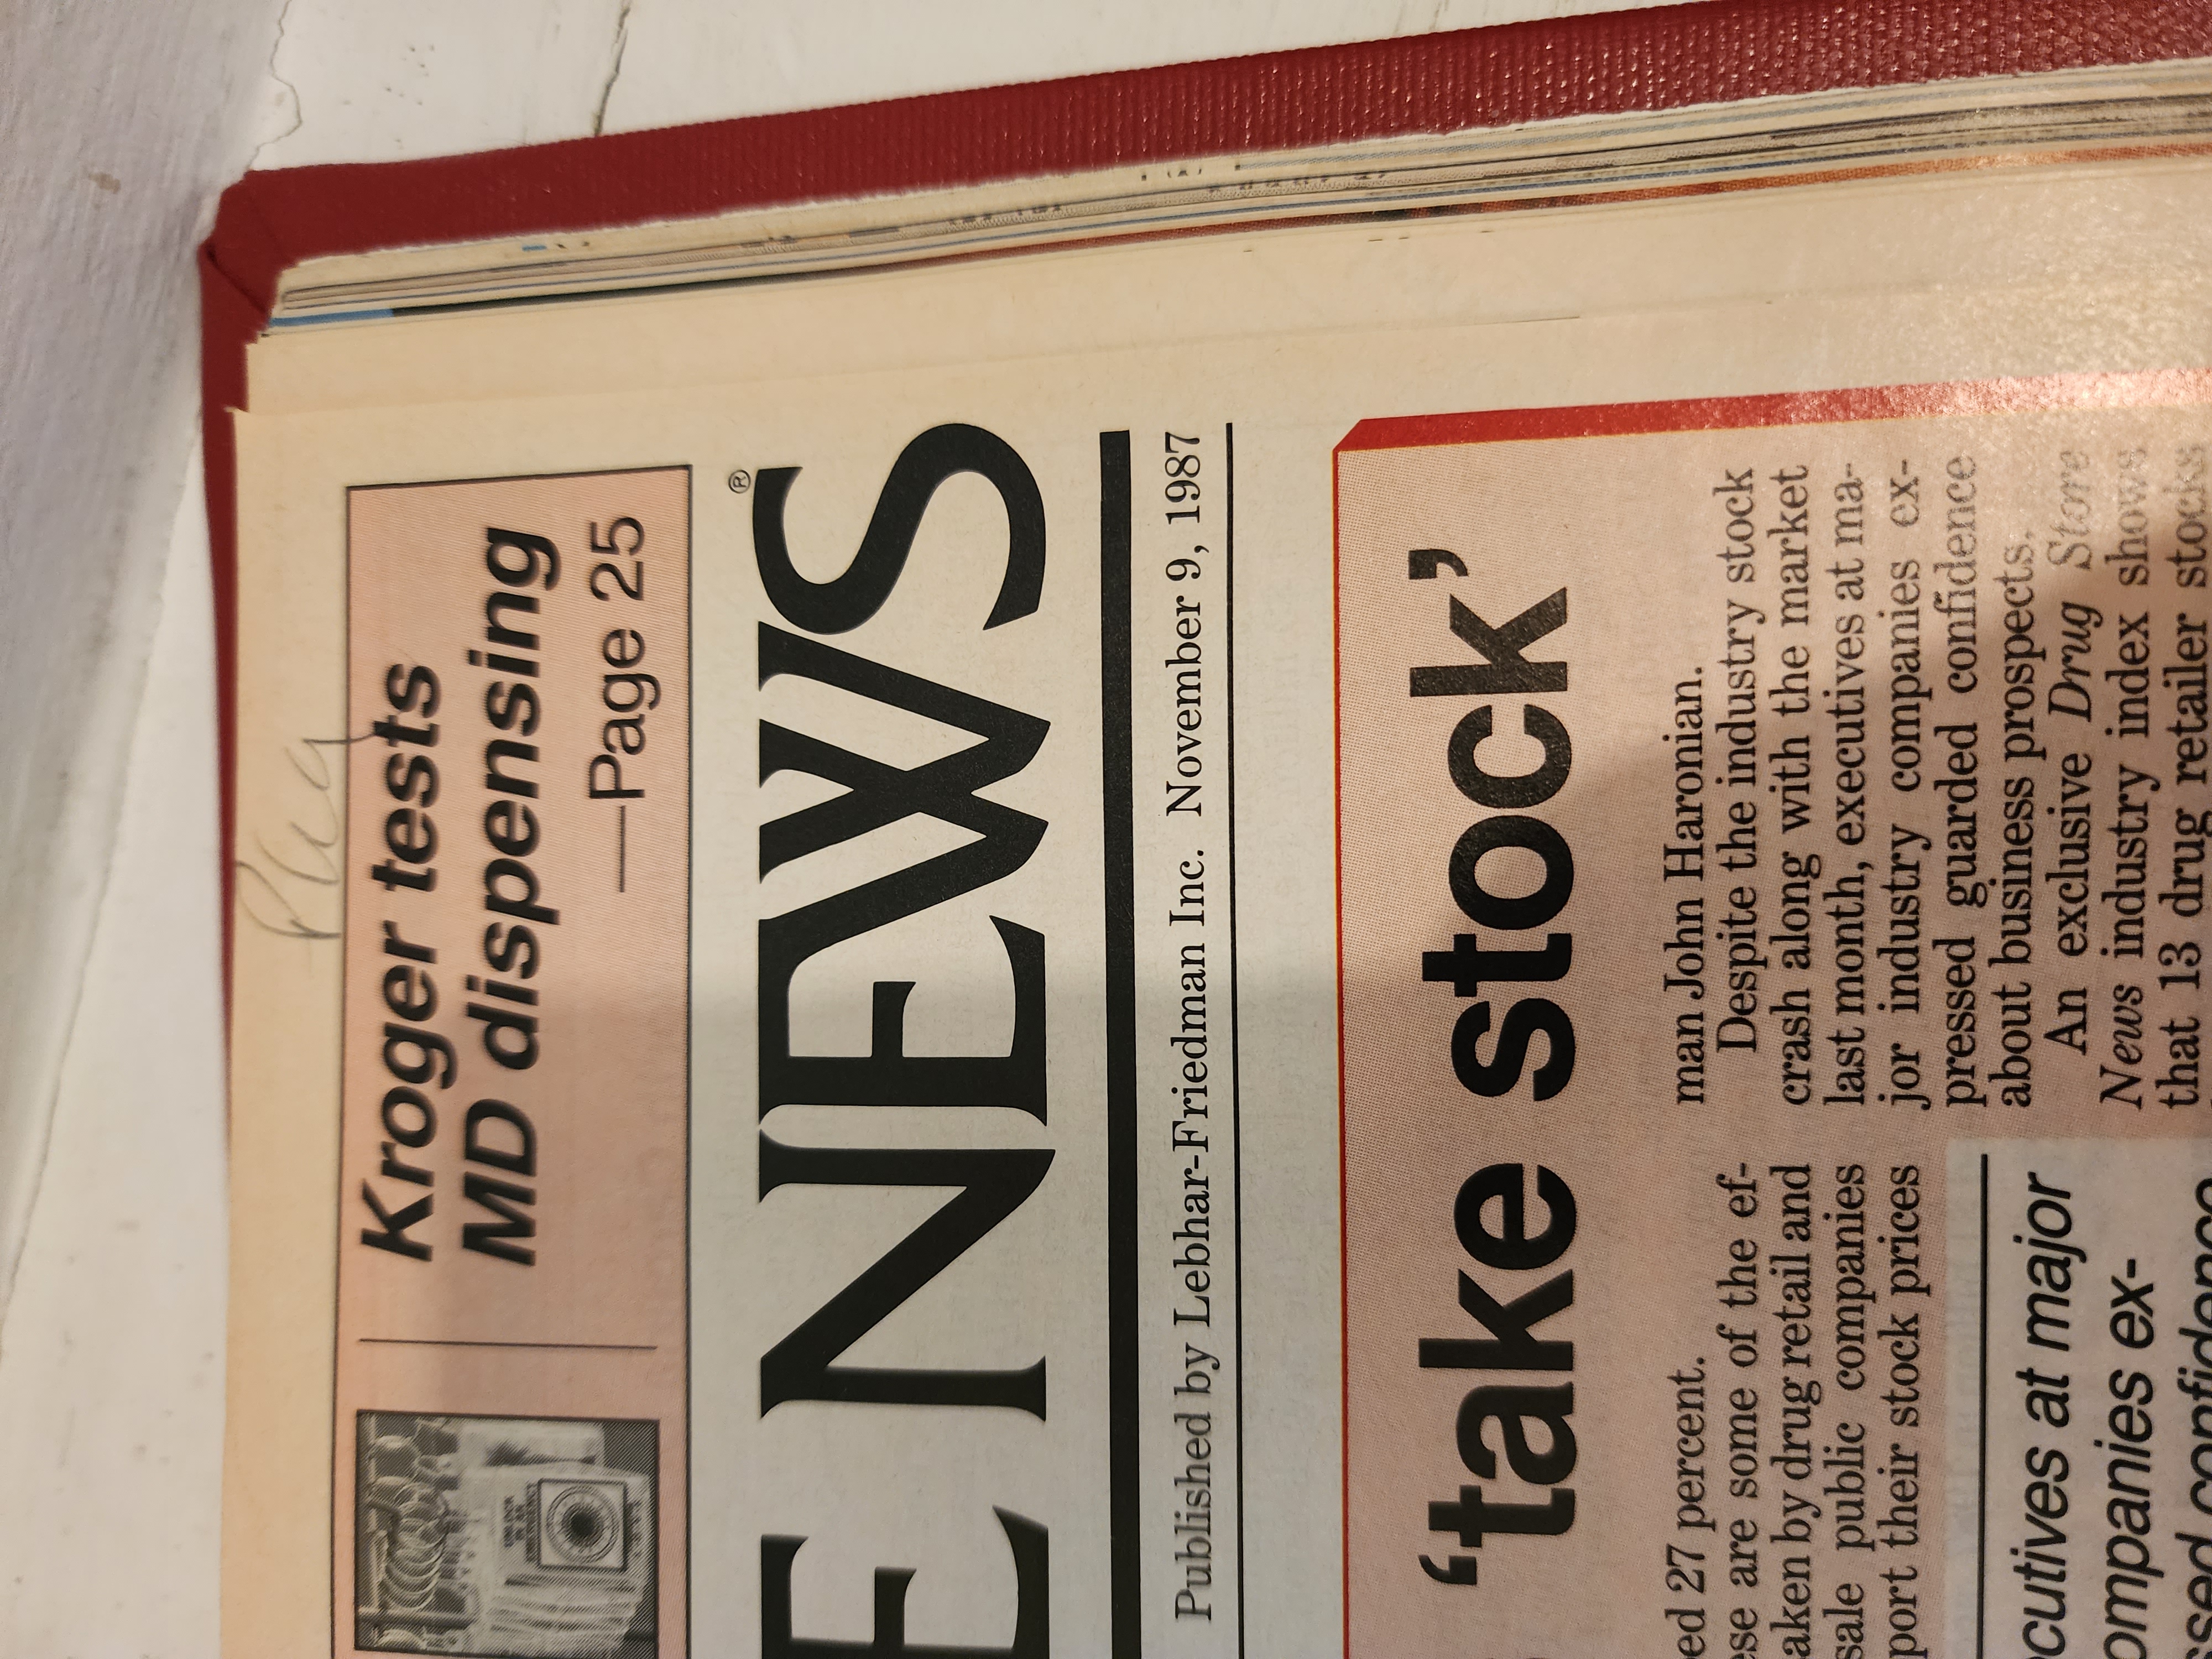 Kroger tests
MD dispensing
—Page 25
E NEWS®
Published by Lebhar-Friedman Inc. November 9, 1987
‘take stock’
ed 27 percent.
ese are some of the ef-
aken by drug retail and
sale public companies
port their stock prices
cutives at major
ompanies ex-
sed confidence
man John Haronian.
Despite the industry stock
crash along with the market
last month, executives at ma-
jor industry companies ex-
pressed guarded confidence
about business prospects.
An exclusive Drug Store
News industry index shows
that 13 drug retailer stocks